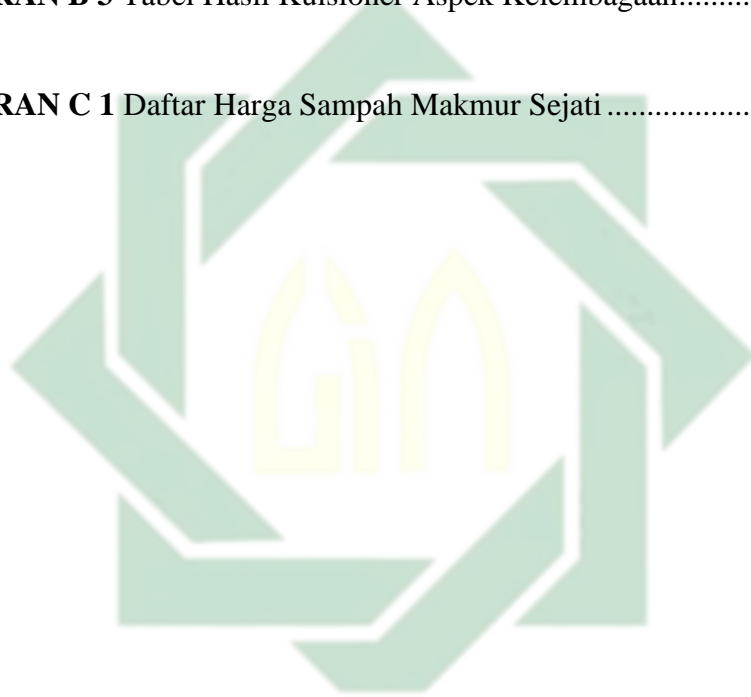 RAN B 3 Tabel Hasil Kuisioner Aspek Kelembagaan..........
RAN C 1 Daftar Harga Sampah Makmur Sejati ..................